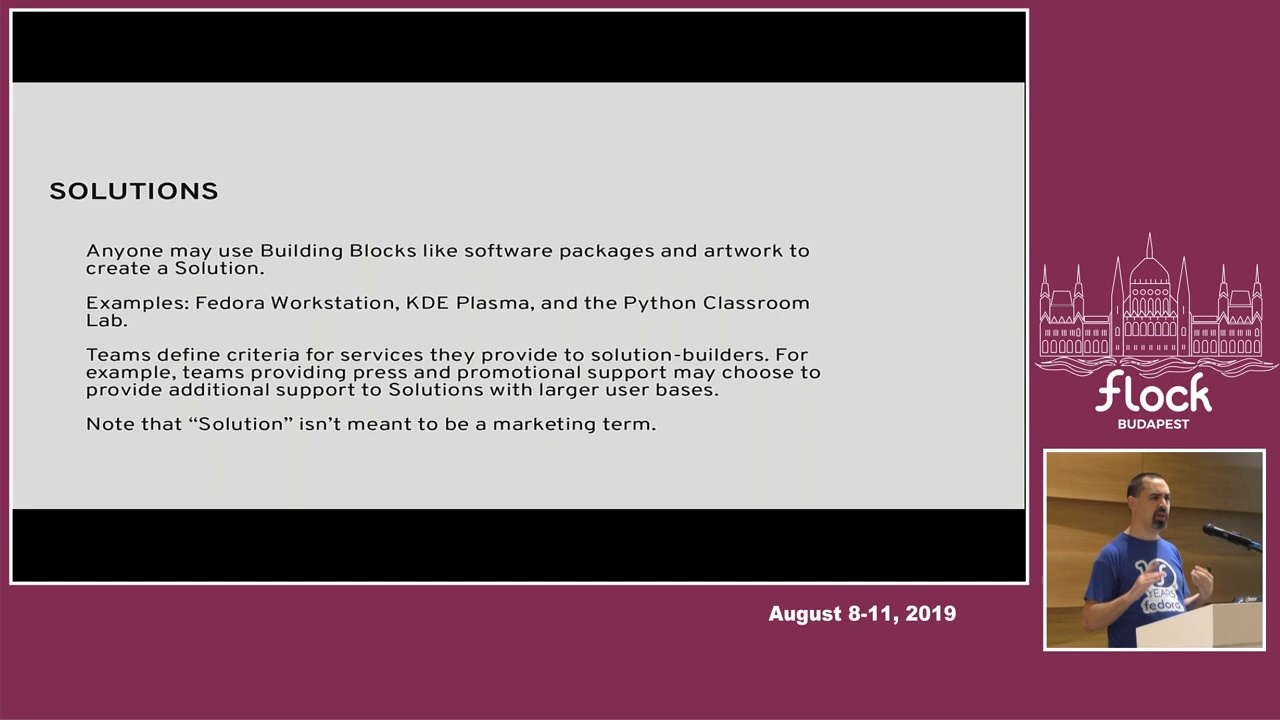 SOLUTIONS
Anyone may use Building Blocks like software packages and artwork to
create a Solution.
Examples: Fedora Workstation, KDE Plasma, and the Python Classroom
Lab.
Teams define criteria for services they provide to solution-builders. For
example, teams providing press and promotional support may choose to
provide additional support to Solutions with larger user bases.
Note that “Solution” isn’t meant to be a marketing term.
flock
BUDAPEST
YEARS
fedora
August 8-11, 2019